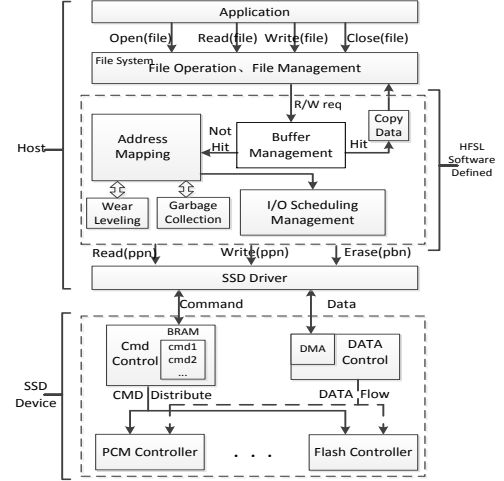 Application
Open(file) Read(file) Write(file) Close(file)
File System
File Operation、File Management
R/W req
Copy
Data
HFSL
Software
Defined
Host
Address
Mapping
Not
Hit
Buffer
Management
Hit
Wear
Leveling
Garbage
Collection
I/O Scheduling
Management
Read(ppn) Write(ppn) Erase(pbn)
SSD Driver
Command Data
SSD
Device
Cmd
Control
BRAM
cmd1
cmd2
...
DMA
DATA
Control
CMD Distribute DATA Flow
PCM Controller . . . Flash Controller